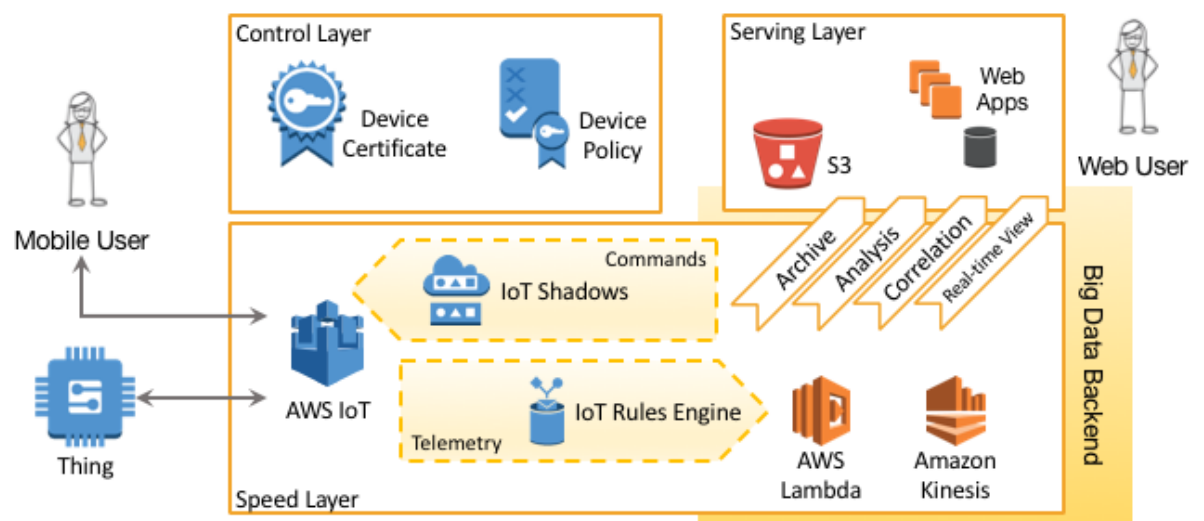 Control Layer
Device
Certificate
Device
Policy
Serving Layer
Web
Apps
S3
Web User
Mobile User
Commands
IoT Shadows
Archive
Analysis
Correlation
Real-time View
Big Data Backend
AWS IoT
Thing
IoT Rules Engine
Telemetry
AWS
Lambda
Amazon
Kinesis
Speed Layer